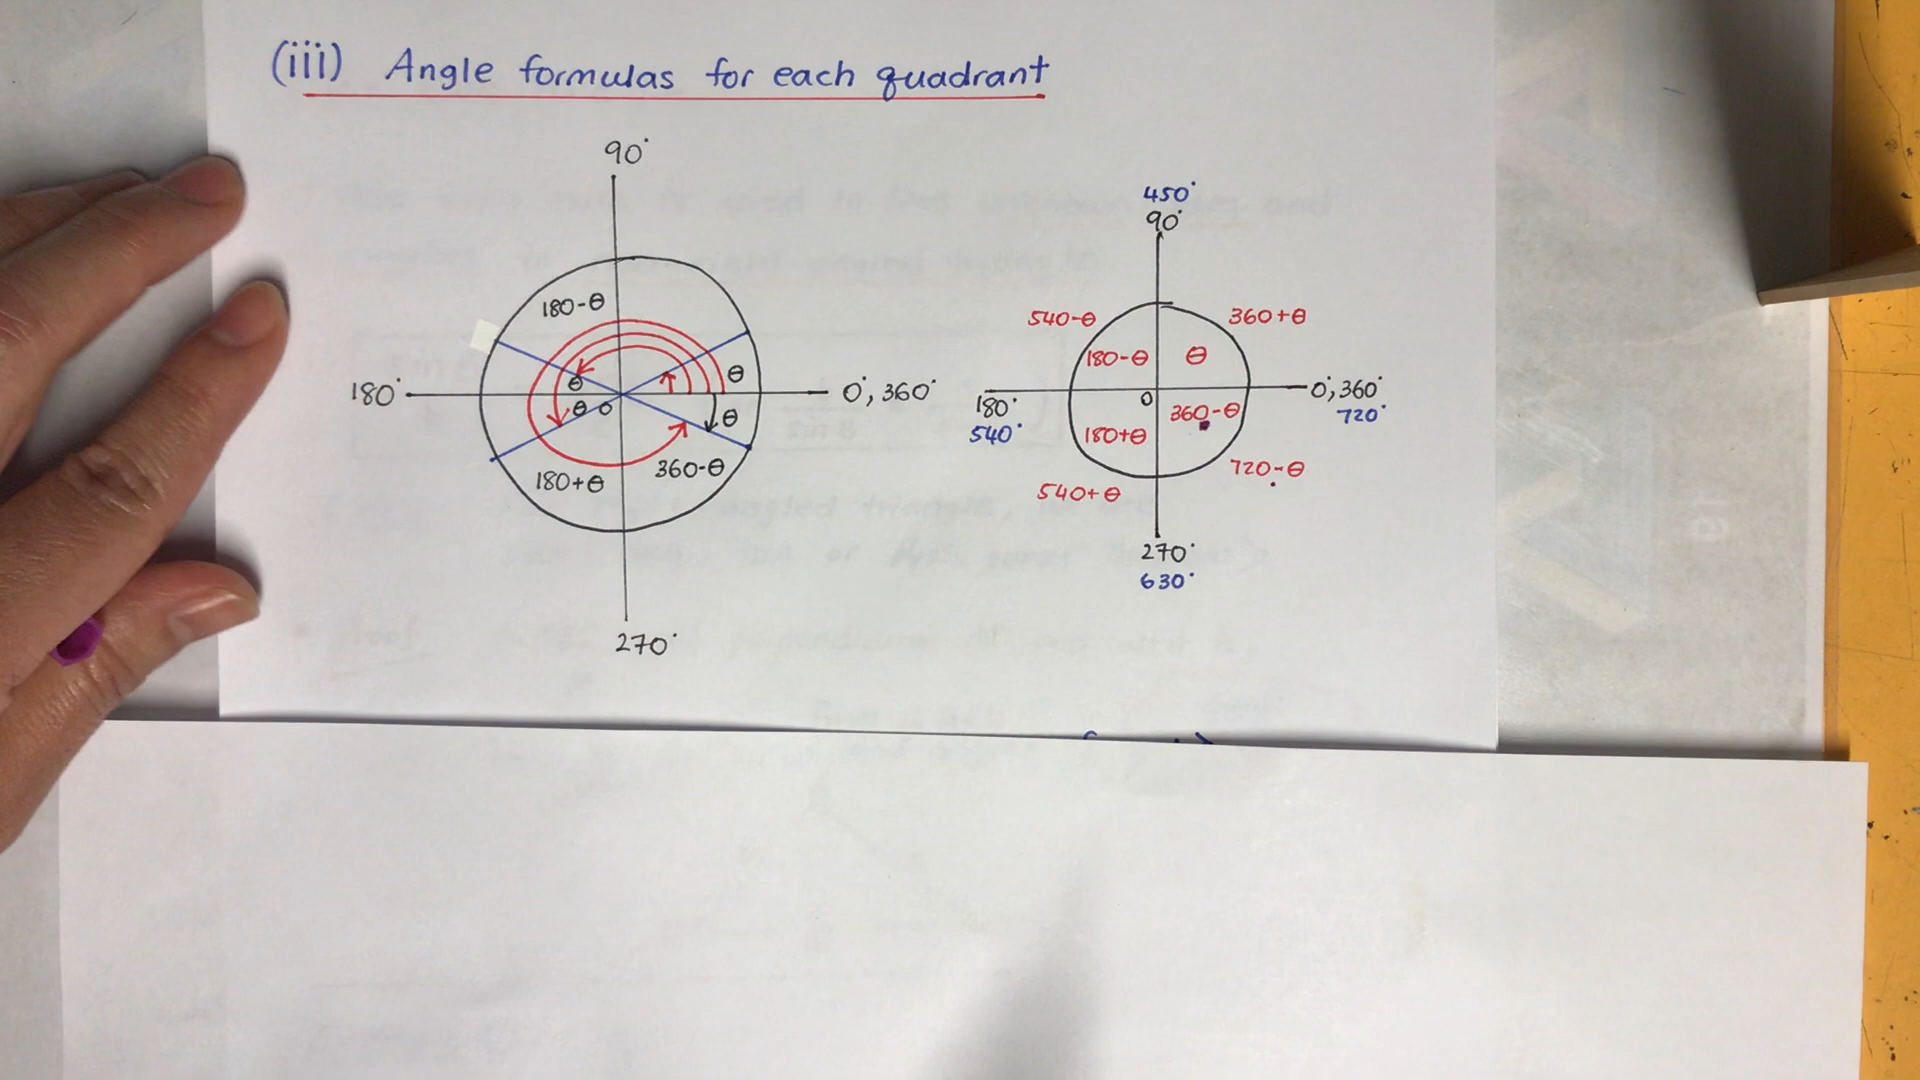 (iii) Angle formulas for each quadrant
90°
180-θ
θ
180°
0°, 360°
θ
θ 0
θ
180+θ
360-θ
270°
450°
90°
540-θ
360+θ
180-θ
θ
180°
0
0°, 360°
540°
720°
360-θ
180+θ
720-θ
540+θ
270°
630°